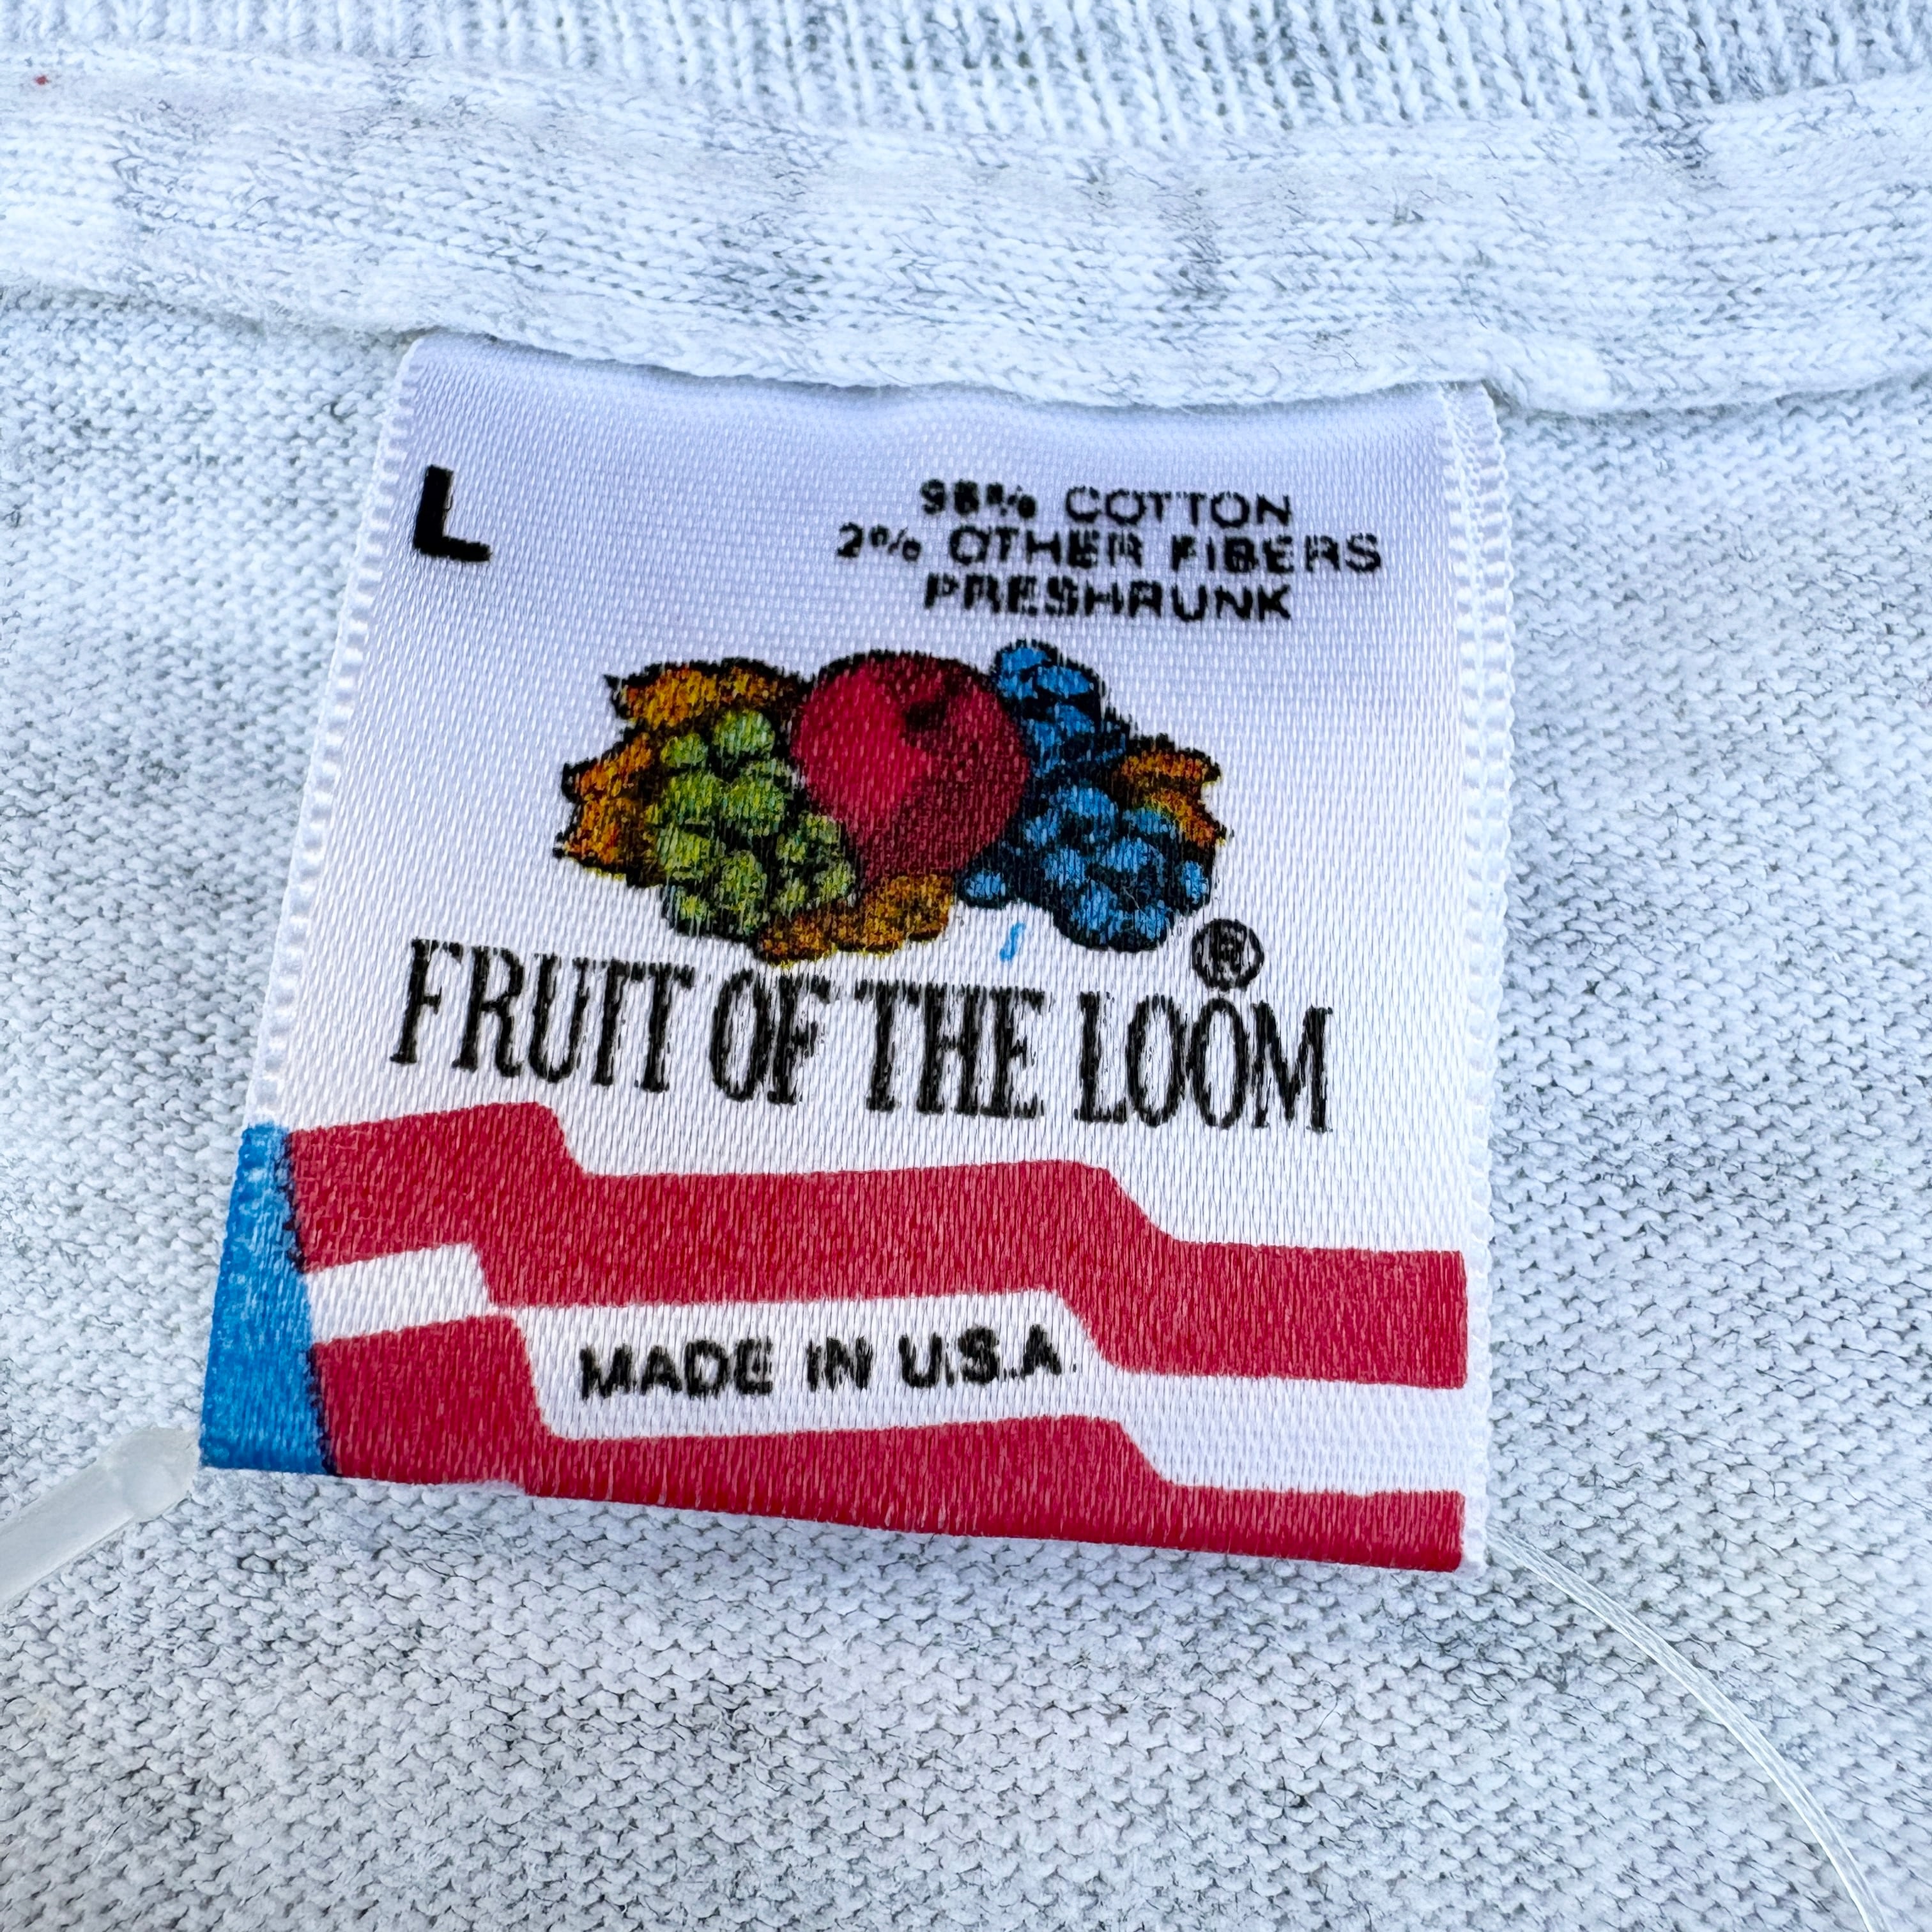 L
98% COTTON
2% OTHER FIBERS
PRESHRUNK
FRUIT OF THE LOOM®
MADE IN U.S.A.